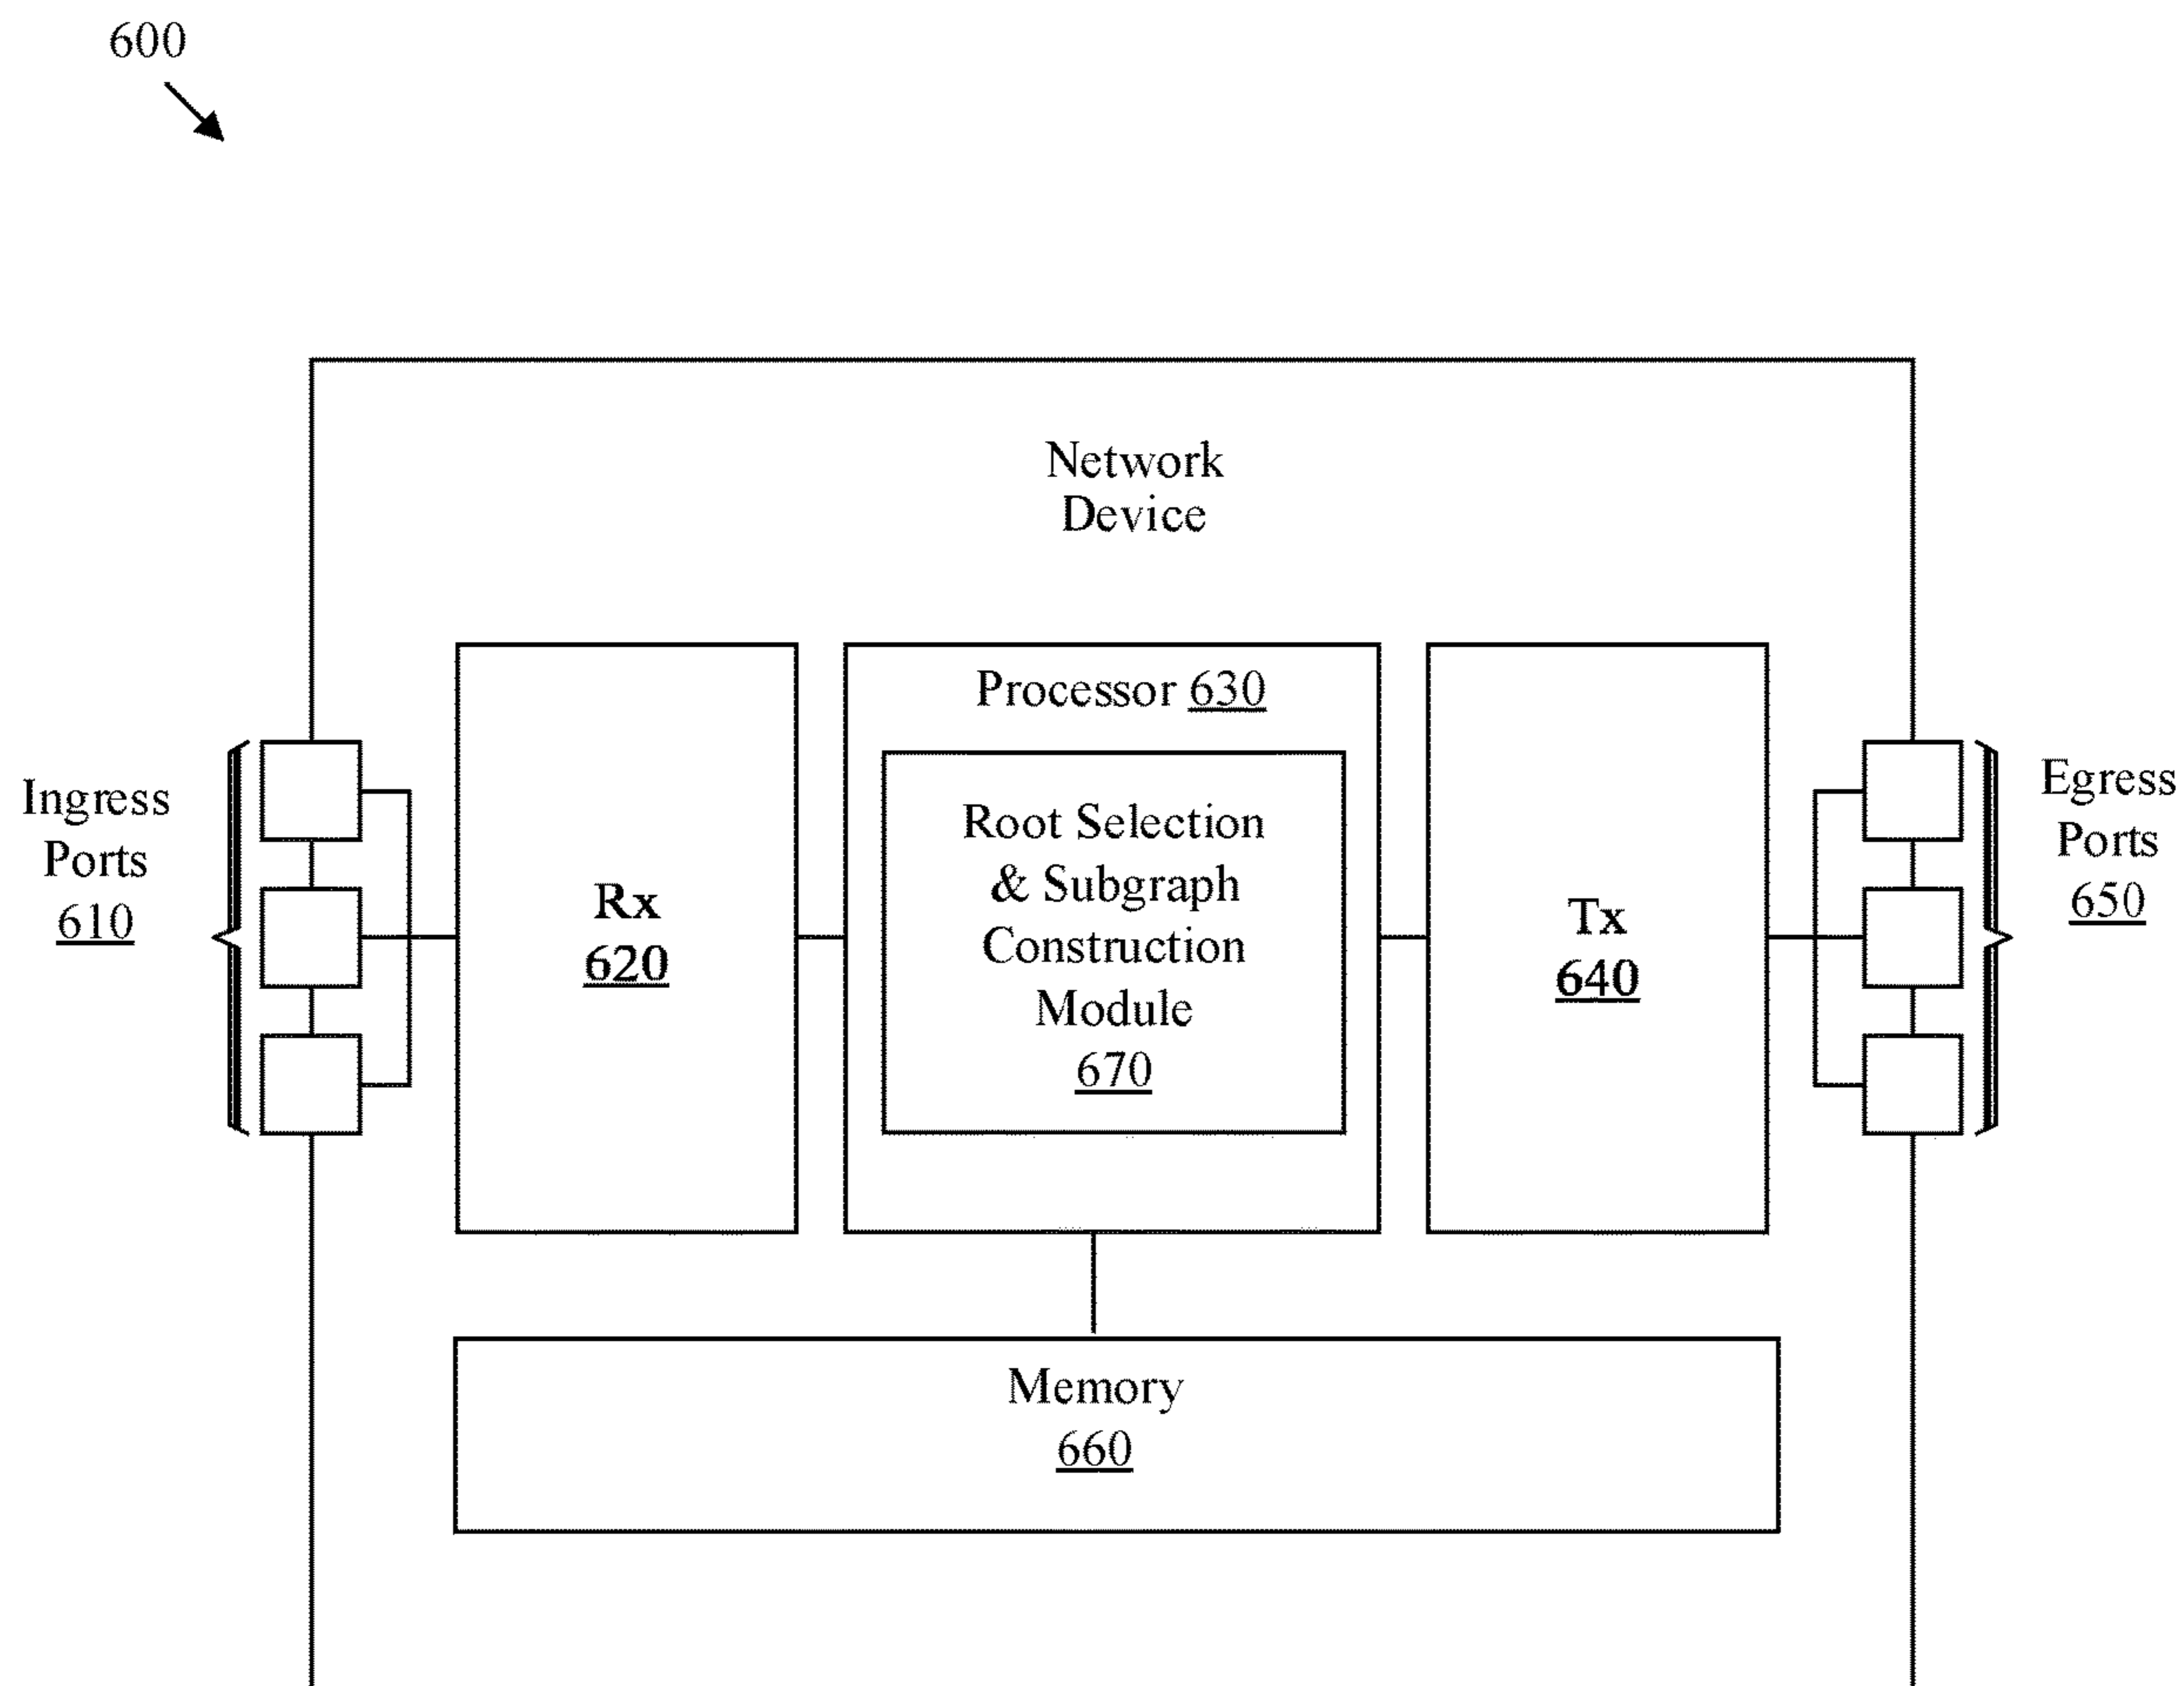 600
Network
Device
Ingress
Ports
610
Rx
620
Processor 630
Root Selection
& Subgraph
Construction
Module
670
Tx
640
Egress
Ports
650
Memory
660